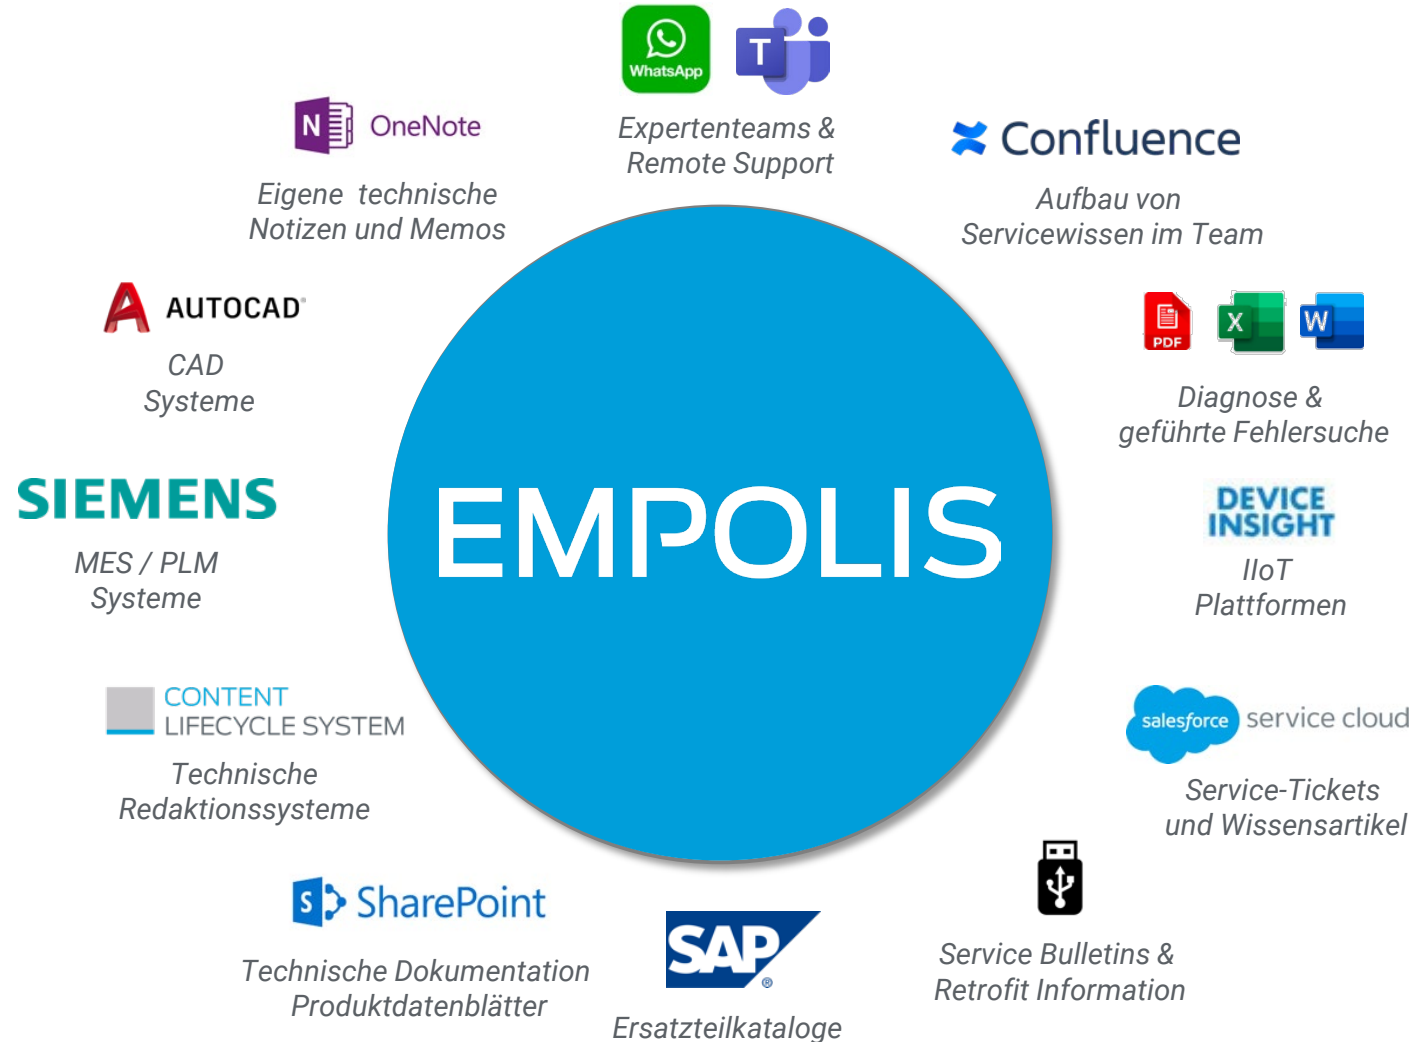 WhatsApp
T
Expertenteams &
Remote Support
N
OneNote
Eigene technische
Notizen und Memos
Confluence
Aufbau von
Servicewissen im Team
A AUTOCAD®
CAD
Systeme
PDF
X
W
Diagnose &
geführte Fehlersuche
SIEMENS
MES / PLM
Systeme
EMPOLIS
DEVICE
INSIGHT
IIoT
Plattformen
CONTENT
LIFECYCLE SYSTEM
Technische
Redaktionssysteme
salesforce service cloud
Service-Tickets
und Wissensartikel
S SharePoint
Technische Dokumentation
Produktdatenblätter
SAP®
Ersatzteilkataloge
Service Bulletins &
Retrofit Information